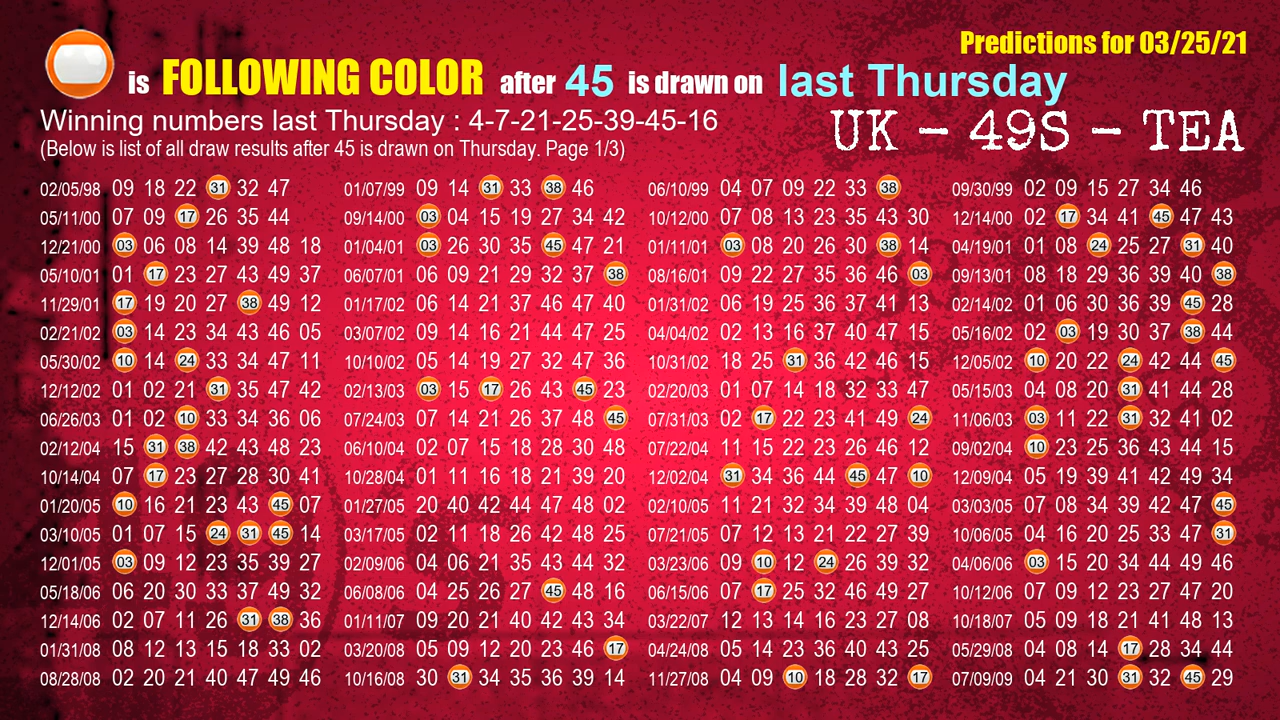 Predictions for 03/25/21
is FOLLOWING COLOR after 45 is drawn on last Thursday
Winning numbers last Thursday : 4-7-21-25-39-45-16
UK - 49S - TEA
(Below is list of all draw results after 45 is drawn on Thursday. Page 1/3)
02/05/98 09 18 22 31 32 47 01/07/99 09 14 31 33 38 46 06/10/99 04 07 09 22 33 38 09/30/99 02 09 15 27 34 46
05/11/00 07 09 17 26 35 44 09/14/00 03 04 15 19 27 34 42 10/12/00 07 08 13 23 35 43 30 12/14/00 02 17 34 41 45 47 43
12/21/00 03 06 08 14 39 48 18 01/04/01 03 26 30 35 45 47 21 01/11/01 03 08 20 26 30 38 14 04/19/01 01 08 24 25 27 31 40
05/10/01 01 17 23 27 43 49 37 06/07/01 06 09 21 29 32 37 38 08/16/01 09 22 27 35 36 46 03 09/13/01 08 18 29 36 39 40 38
11/29/01 17 19 20 27 38 49 12 01/17/02 06 14 21 37 46 47 40 01/31/02 06 19 25 36 37 41 13 02/14/02 01 06 30 36 39 45 28
02/21/02 03 14 23 34 43 46 05 03/07/02 09 14 16 21 44 47 25 04/04/02 02 13 16 37 40 47 15 05/16/02 02 03 19 30 37 38 44
05/30/02 10 14 24 33 34 47 11 10/10/02 05 14 19 27 32 47 36 10/31/02 18 25 31 36 42 46 15 12/05/02 10 20 22 24 42 44 45
12/12/02 01 02 21 31 35 47 42 02/13/03 03 15 17 26 43 45 23 02/20/03 01 07 14 18 32 33 47 05/15/03 04 08 20 31 41 44 28
06/26/03 01 02 10 33 34 36 06 07/24/03 07 14 21 26 37 48 45 07/31/03 02 17 22 23 41 49 24 11/06/03 03 11 22 31 32 41 02
02/12/04 15 31 38 42 43 48 23 06/10/04 02 07 15 18 28 30 48 07/22/04 11 15 22 23 26 46 12 09/02/04 10 23 25 36 43 44 15
10/14/04 07 17 23 27 28 30 41 10/28/04 01 11 16 18 21 39 20 12/02/04 31 34 36 44 45 47 10 12/09/04 05 19 39 41 42 49 34
01/20/05 10 16 21 23 43 45 07 01/27/05 20 40 42 44 47 48 02 02/10/05 11 21 32 34 39 48 04 03/03/05 07 08 34 39 42 47 45
03/10/05 01 07 15 24 31 45 14 03/17/05 02 11 18 26 42 48 25 07/21/05 07 12 13 21 22 27 39 10/06/05 04 16 20 25 33 47 31
12/01/05 03 09 12 23 35 39 27 02/09/06 04 06 21 35 43 44 32 03/23/06 09 10 12 24 26 39 32 04/06/06 03 15 20 34 44 49 46
05/18/06 06 20 30 33 37 49 32 06/08/06 04 25 26 27 45 48 16 06/15/06 07 17 25 32 46 49 27 10/12/06 07 09 12 23 27 47 20
12/14/06 02 07 11 26 31 38 36 01/11/07 09 20 21 40 42 43 34 03/22/07 12 13 14 16 23 27 08 10/18/07 05 09 18 21 41 48 13
01/31/08 08 12 13 15 18 33 02 03/20/08 05 09 12 20 23 46 17 04/24/08 05 14 23 36 40 43 25 05/29/08 04 08 14 17 28 34 44
08/28/08 02 20 21 40 47 49 46 10/16/08 30 31 34 35 36 39 14 11/27/08 04 09 10 18 28 32 17 07/09/09 04 21 30 31 32 45 29